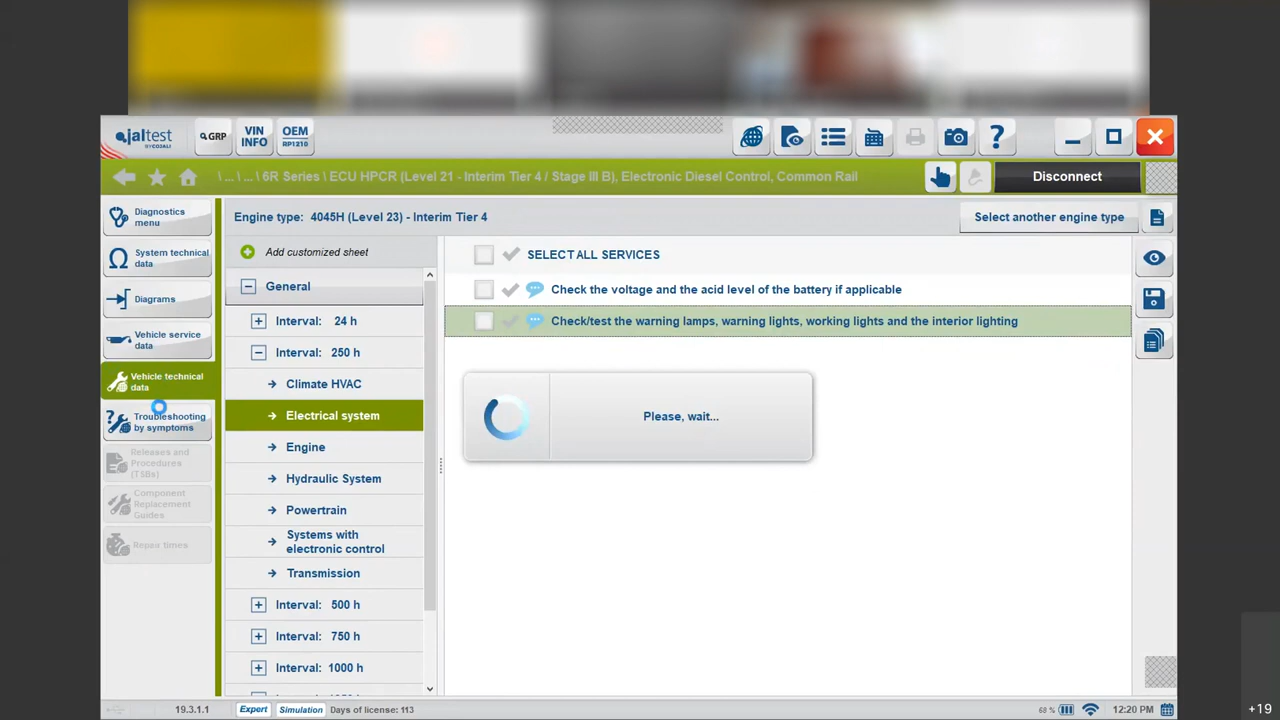 jaltest
BY COJALI
GRP
VIN
INFO
OEM
RP1210
?
\ ... \ ... \ 6R Series \ ECU HPCR (Level 21 - Interim Tier 4 / Stage III B), Electronic Diesel Control, Common Rail
Disconnect
Diagnostics
menu
System technical
data
Diagrams
Vehicle service
data
Vehicle technical
data
Troubleshooting
by symptoms
Releases and
Procedures
(TSBs)
Component
Replacement
Guides
Repair times
Engine type: 4045H (Level 23) - Interim Tier 4
Select another engine type
Add customized sheet
General
Interval: 24 h
Interval: 250 h
Climate HVAC
Electrical system
Engine
Hydraulic System
Powertrain
Systems with
electronic control
Transmission
Interval: 500 h
Interval: 750 h
Interval: 1000 h
SELECT ALL SERVICES
Check the voltage and the acid level of the battery if applicable
Check/test the warning lamps, warning lights, working lights and the interior lighting
Please, wait...
19.3.1.1
Expert
Simulation
Days of license: 113
68 %
12:20 PM
+19